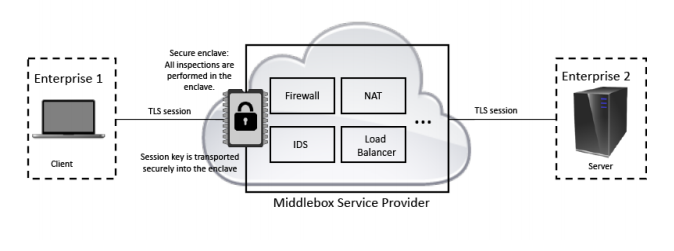 Secure enclave:
All inspections are
performed in the
enclave.
Enterprise 1
TLS session
Client
Session key is transported
securely into the enclave
Firewall
NAT
IDS
Load
Balancer
...
Middlebox Service Provider
TLS session
Enterprise 2
Server